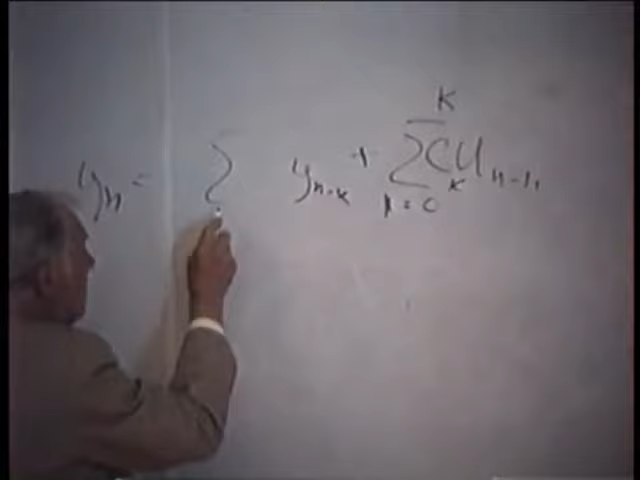 K
y_n = Σ y_{n-k} + Σ C_k U_{n-k}
k=0